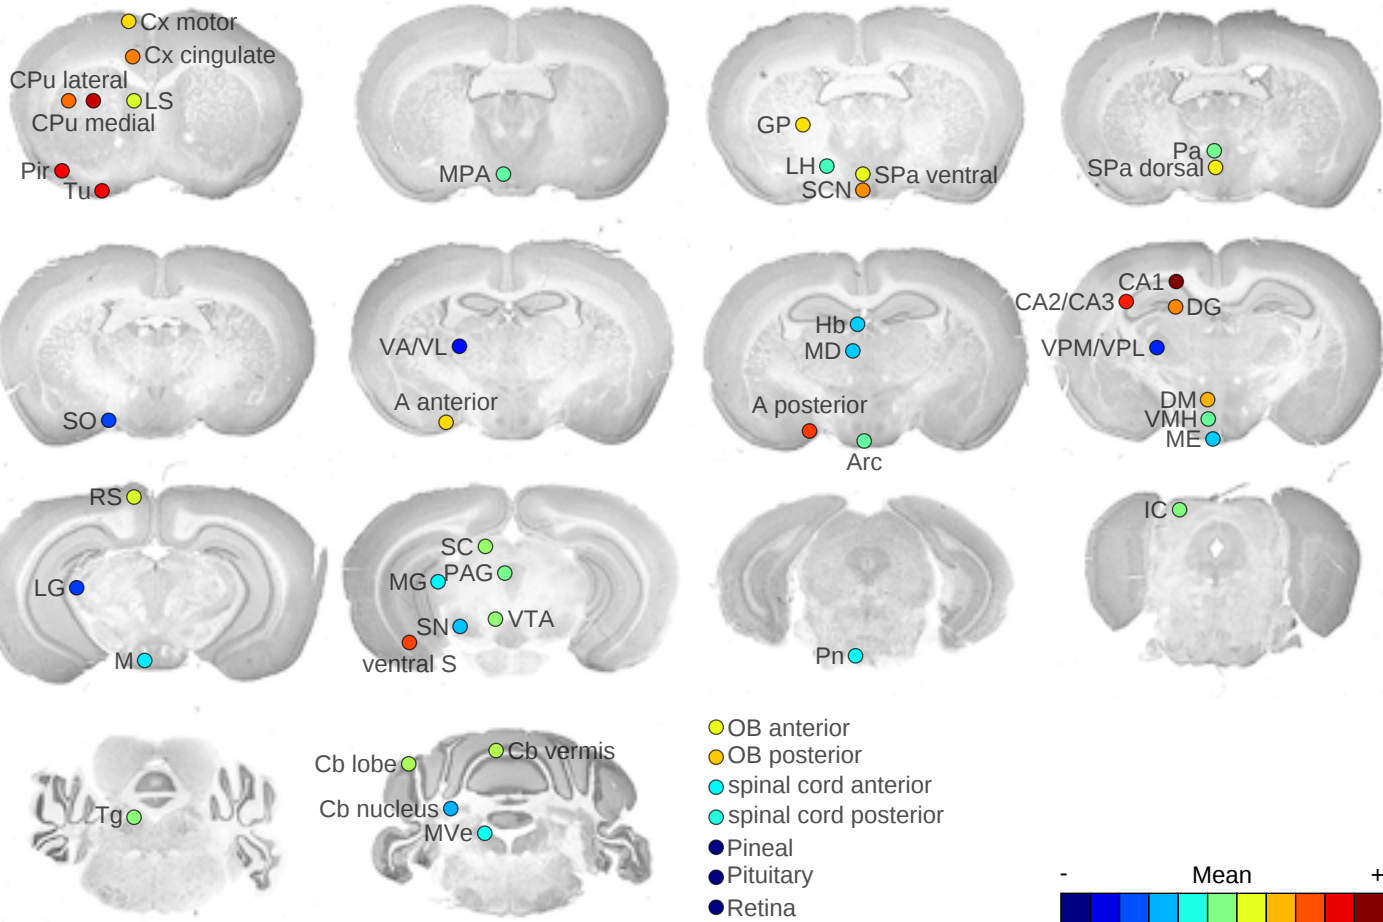 Cx motor
Cx cingulate
CPu lateral
LS
CPu medial
Pir
Tu
MPA
GP
LH
SPa ventral
SCN
Pa
SPa dorsal
SO
VA/VL
A anterior
Hb
MD
A posterior
Arc
CA1
CA2/CA3
DG
VPM/VPL
DM
VMH
ME
RS
LG
M
SC
MG
PAG
SN
VTA
ventral S
Pn
IC
Tg
Cb lobe
Cb vermis
Cb nucleus
MVe
OB anterior
OB posterior
spinal cord anterior
spinal cord posterior
Pineal
Pituitary
Retina
- Mean +